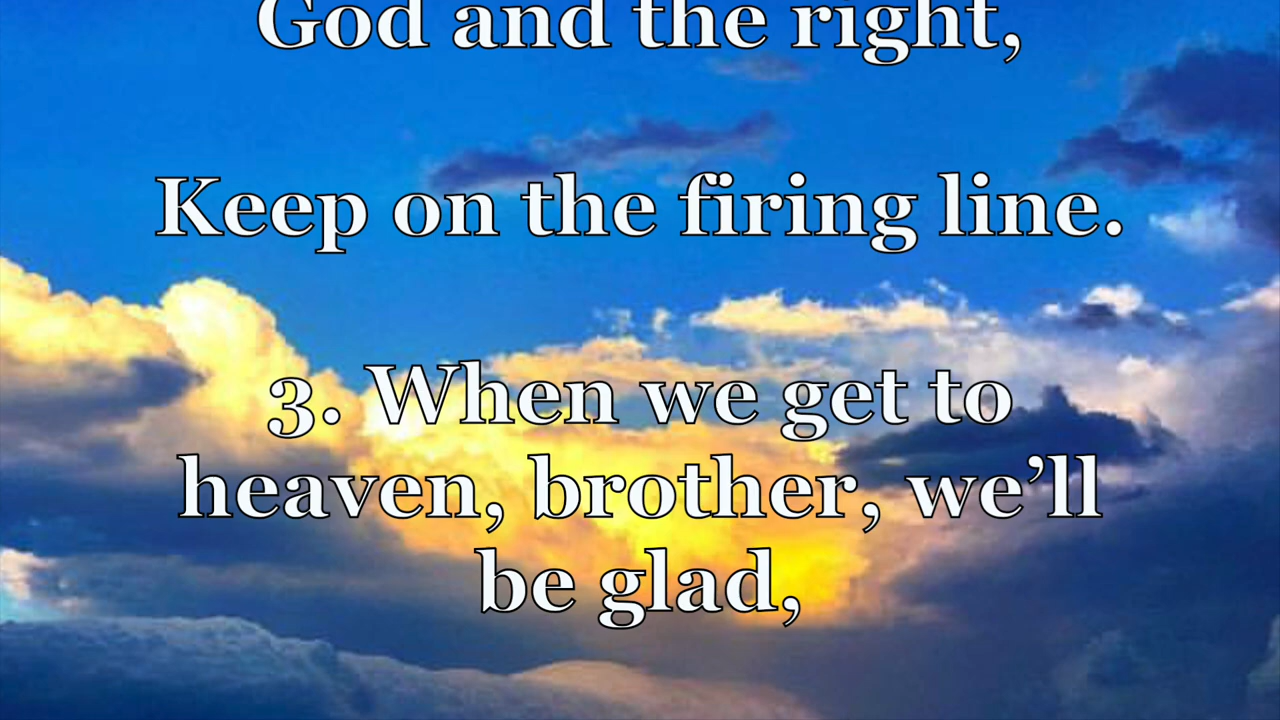 God and the right,
Keep on the firing line.
3. When we get to
heaven, brother, we’ll
be glad,